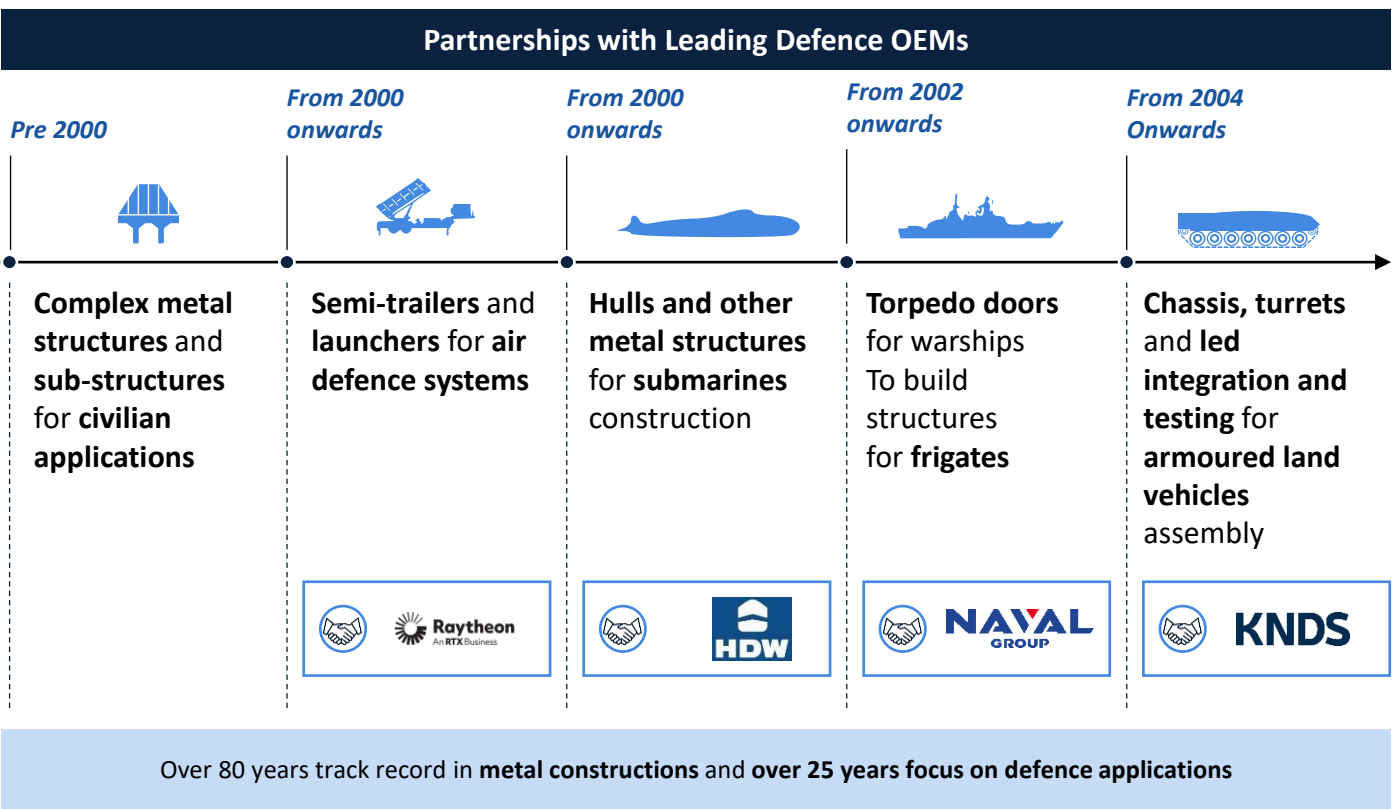 Partnerships with Leading Defence OEMs
Pre 2000
From 2000
onwards
From 2000
onwards
From 2002
onwards
From 2004
Onwards
Complex metal
structures and
sub-structures
for civilian
applications
Semi-trailers and
launchers for air
defence systems
Hulls and other
metal structures
for submarines
construction
Torpedo doors
for warships
To build
structures
for frigates
Chassis, turrets
and led
integration and
testing for
armoured land
vehicles
assembly
Raytheon
An RTX Business
HDW
NAVAL
GROUP
KNDS
Over 80 years track record in metal constructions and over 25 years focus on defence applications